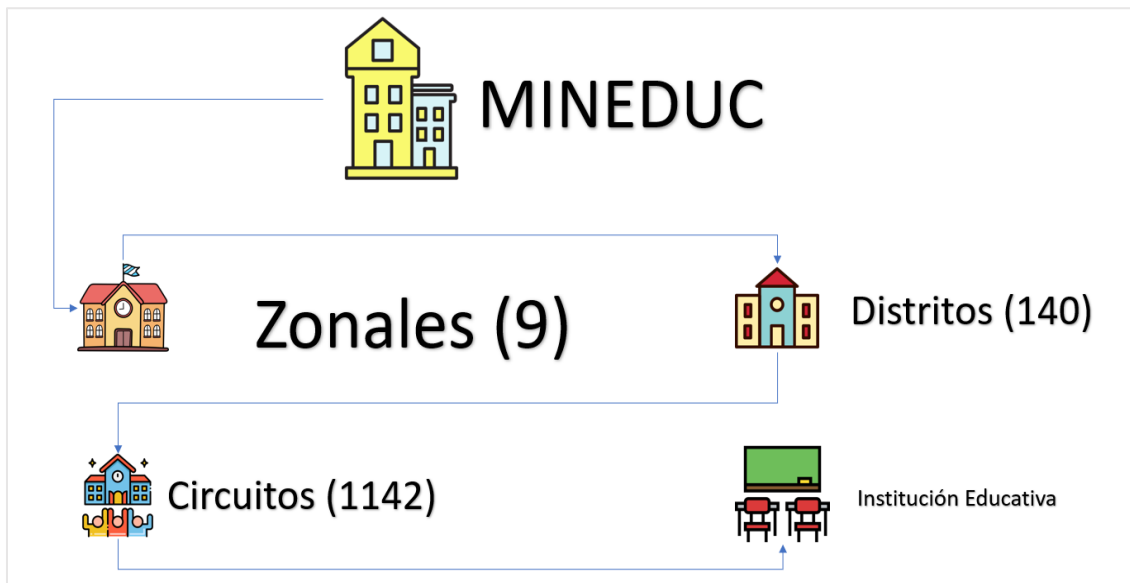 MINEDUC
Zonales (9)
Distritos (140)
Circuitos (1142)
Institución Educativa